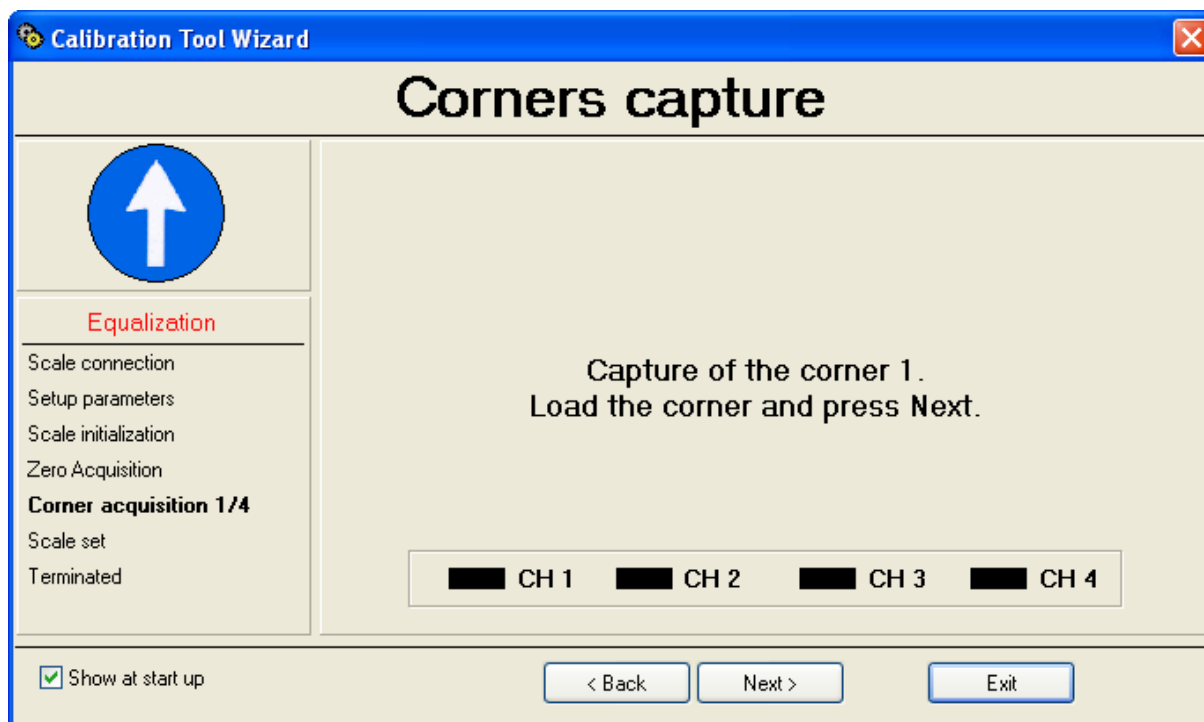 Calibration Tool Wizard
Corners capture
Equalization
Scale connection
Setup parameters
Scale initialization
Zero Acquisition
Corner acquisition 1/4
Scale set
Terminated
Capture of the corner 1.
Load the corner and press Next.
CH 1 CH 2 CH 3 CH 4
Show at start up
< Back Next > Exit